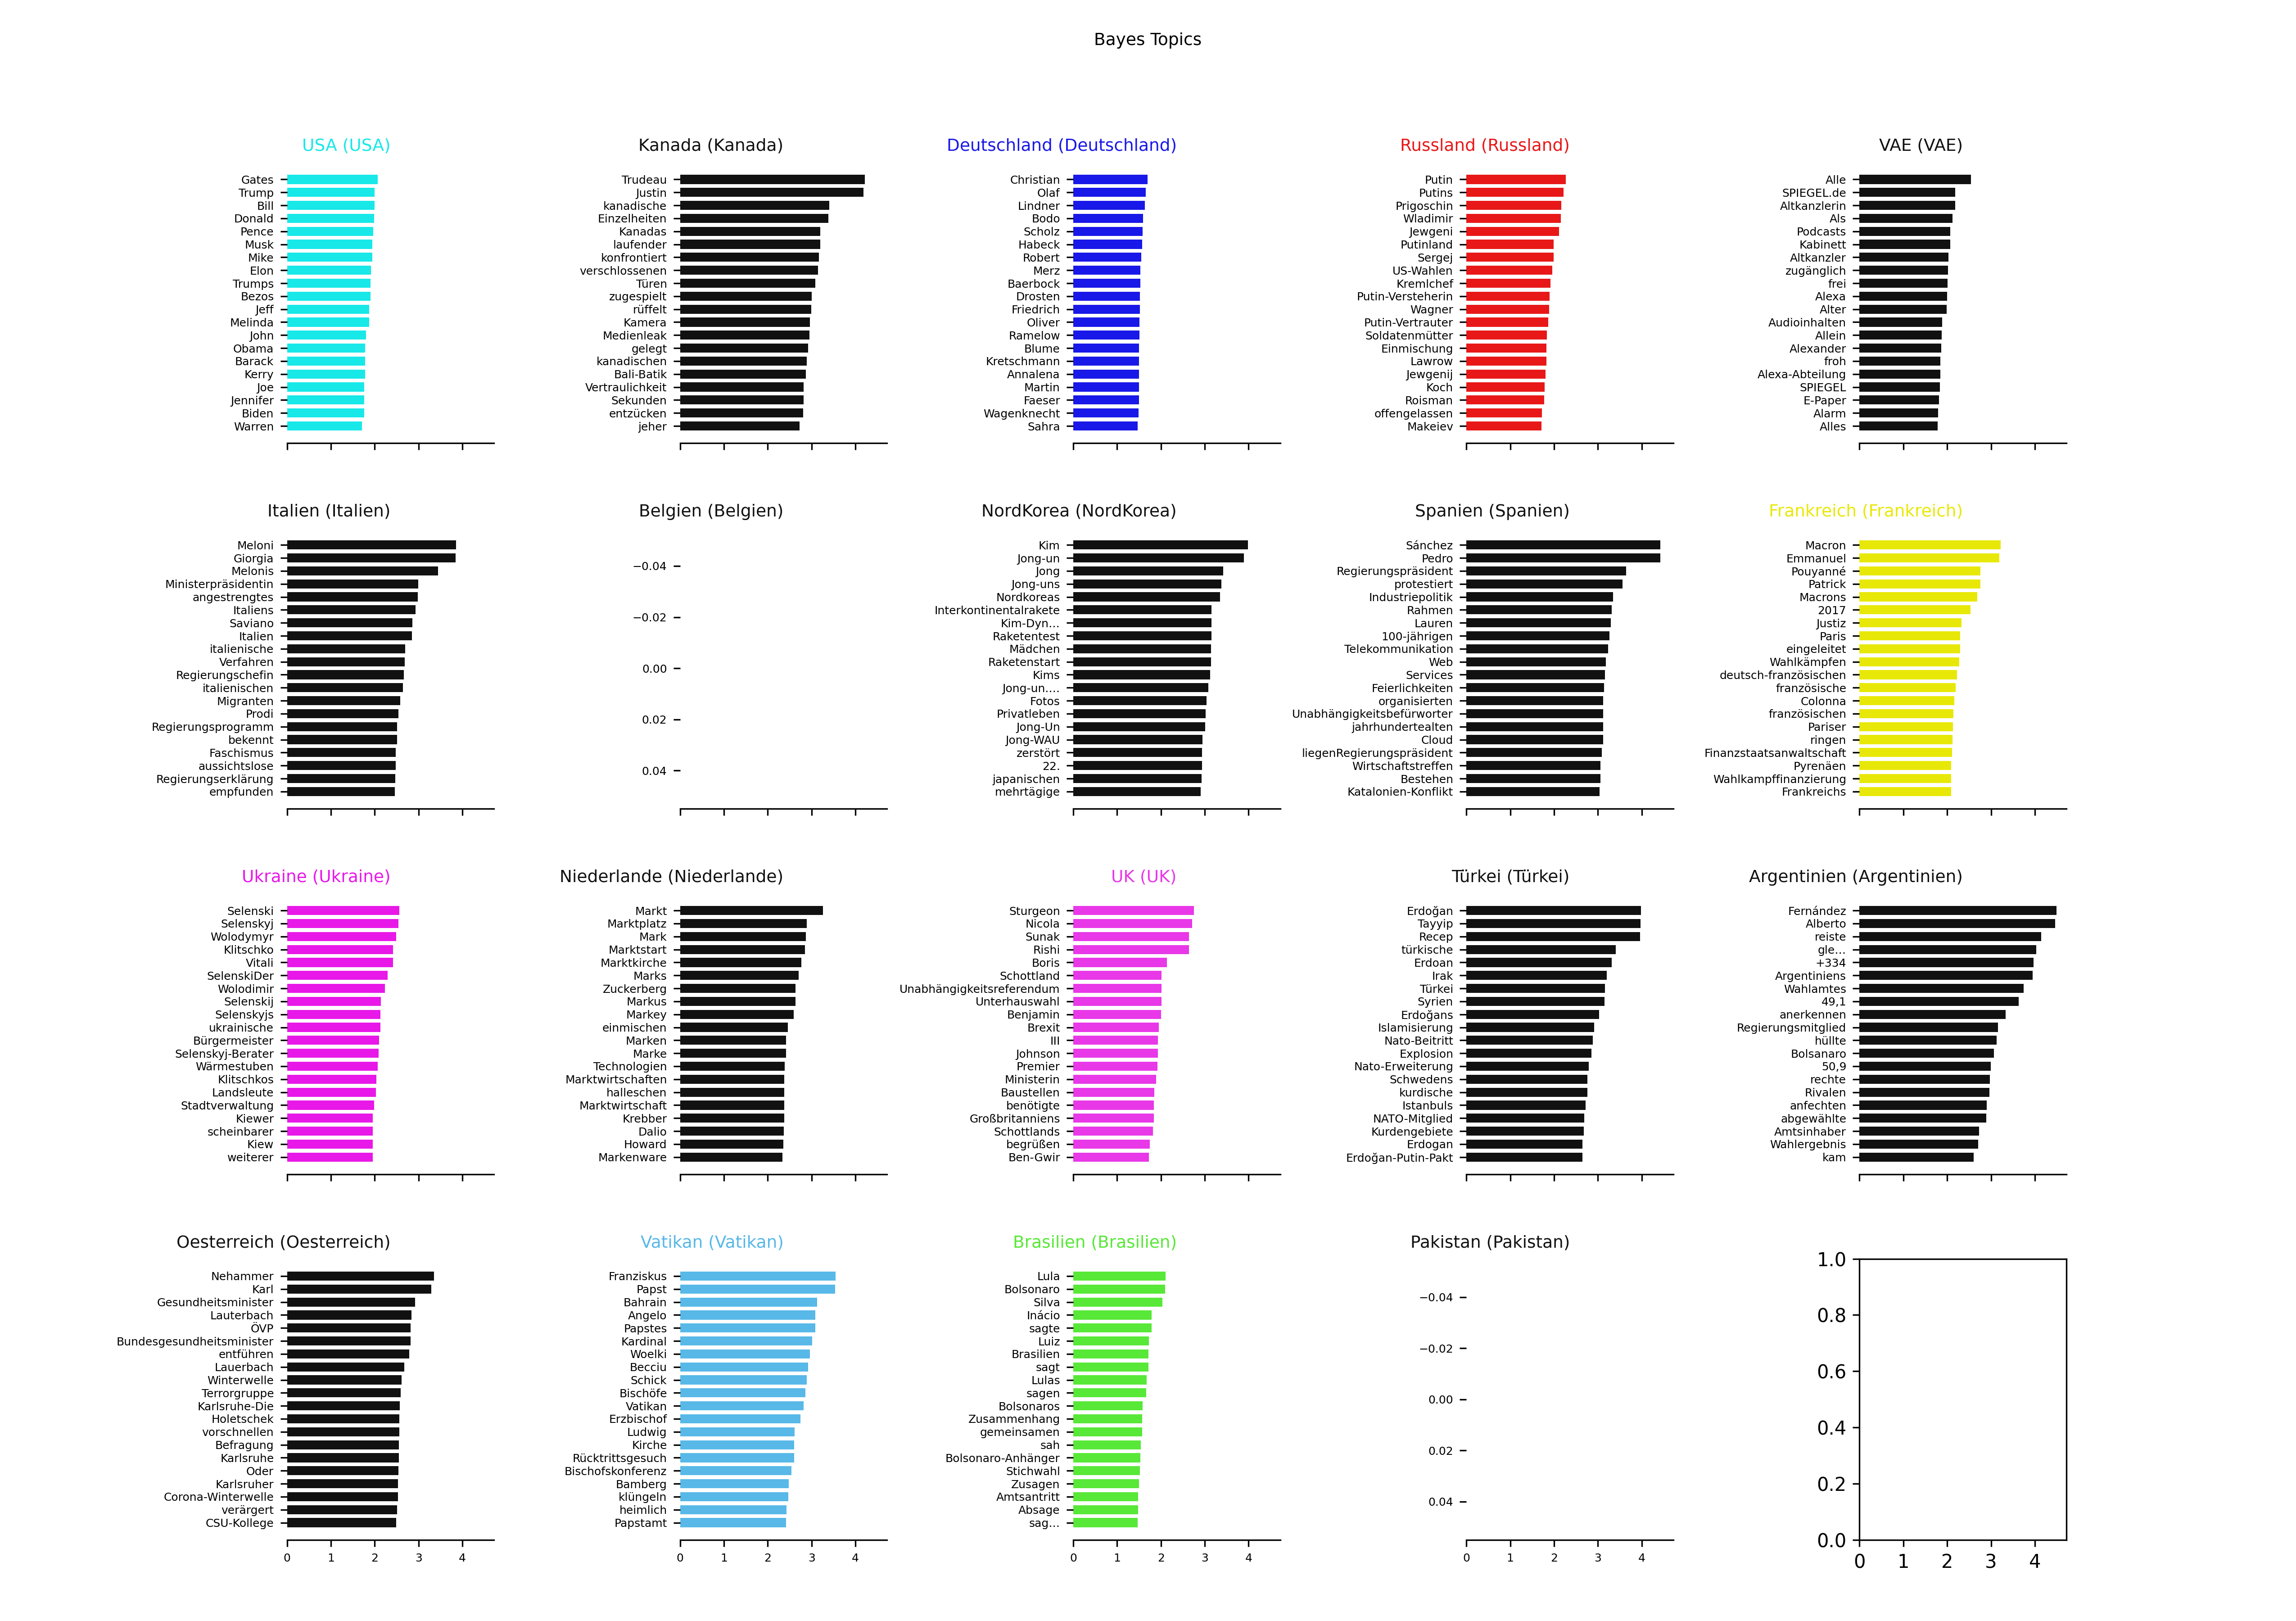 Bayes Topics
USA (USA)
Gates
Trump
Bill
Donald
Pence
Musk
Mike
Elon
Trumps
Bezos
Jeff
Melinda
John
Obama
Barack
Kerry
Joe
Jennifer
Biden
Warren
Kanada (Kanada)
Trudeau
Justin
kanadische
Einzelheiten
Kanadas
laufender
konfrontiert
verschlossenen
Türen
zugespielt
rüffelt
Kamera
Medienleak
gelegt
kanadischen
Bali-Batik
Vertraulichkeit
Sekunden
entzücken
jeher
Deutschland (Deutschland)
Christian
Olaf
Lindner
Bodo
Scholz
Habeck
Robert
Merz
Baerbock
Drosten
Friedrich
Oliver
Ramelow
Blume
Kretschmann
Annalena
Martin
Faeser
Wagenknecht
Sahra
Russland (Russland)
Putin
Putins
Prigoschin
Wladimir
Jewgeni
Putinland
Sergej
US-Wahlen
Kremlchef
Putin-Versteherin
Wagner
Putin-Vertrauter
Soldatenmütter
Einmischung
Lawrow
Jewgenij
Koch
Roisman
offengelassen
Makeiev
VAE (VAE)
Alle
SPIEGEL.de
Altkanzlerin
Als
Podcasts
Kabinett
Altkanzler
zugänglich
frei
Alexa
Alter
Audioinhalten
Allein
Alexander
froh
Alexa-Abteilung
SPIEGEL
E-Paper
Alarm
Alles
Italien (Italien)
Meloni
Giorgia
Melonis
Ministerpräsidentin
angestrengtes
Italiens
Saviano
Italien
italienische
Verfahren
Regierungschefin
italienischen
Migranten
Prodi
Regierungsprogramm
bekennt
Faschismus
aussichtslose
Regierungserklärung
empfunden
Belgien (Belgien)
−0.04
−0.02
0.00
0.02
0.04
NordKorea (NordKorea)
Kim
Jong-un
Jong
Jong-uns
Nordkoreas
Interkontinentalrakete
Kim-Dyn...
Raketentest
Mädchen
Raketenstart
Kims
Jong-un....
Fotos
Privatleben
Jong-Un
Jong-WAU
zerstört
22.
japanischen
mehrtägige
Spanien (Spanien)
Sánchez
Pedro
Regierungspräsident
protestiert
Industriepolitik
Rahmen
Lauren
100-jährigen
Telekommunikation
Web
Services
Feierlichkeiten
organisierten
Unabhängigkeitsbefürworter
jahrhundertealten
Cloud
liegenRegierungspräsident
Wirtschaftstreffen
Bestehen
Katalonien-Konflikt
Frankreich (Frankreich)
Macron
Emmanuel
Pouyanné
Patrick
Macrons
2017
Justiz
Paris
eingeleitet
Wahlkämpfen
deutsch-französischen
französische
Colonna
französischen
Pariser
ringen
Finanzstaatsanwaltschaft
Pyrenäen
Wahlkampffinanzierung
Frankreichs
Ukraine (Ukraine)
Selenski
Selenskyj
Wolodymyr
Klitschko
Vitali
SelenskiDer
Wolodimir
Selenskij
Selenskyjs
ukrainische
Bürgermeister
Selenskyj-Berater
Wärmestuben
Klitschkos
Landsleute
Stadtverwaltung
Kiewer
scheinbarer
Kiew
weiterer
Niederlande (Niederlande)
Markt
Marktplatz
Mark
Marktstart
Marktkirche
Marks
Zuckerberg
Markus
Markey
einmischen
Marken
Marke
Technologien
Marktwirtschaften
halleschen
Marktwirtschaft
Krebber
Dalio
Howard
Markenware
UK (UK)
Sturgeon
Nicola
Sunak
Rishi
Boris
Schottland
Unabhängigkeitsreferendum
Unterhauswahl
Benjamin
Brexit
III
Johnson
Premier
Ministerin
Baustellen
benötigte
Großbritanniens
Schottlands
begrüßen
Ben-Gwir
Türkei (Türkei)
Erdoğan
Tayyip
Recep
türkische
Erdoan
Irak
Türkei
Syrien
Erdoğans
Islamisierung
Nato-Beitritt
Explosion
Nato-Erweiterung
Schwedens
kurdische
Istanbuls
NATO-Mitglied
Kurdengebiete
Erdogan
Erdoğan-Putin-Pakt
Argentinien (Argentinien)
Fernández
Alberto
reiste
gle...
+334
Argentiniens
Wahlamtes
49,1
anerkennen
Regierungsmitglied
hüllte
Bolsanaro
50,9
rechte
Rivalen
anfechten
abgewählte
Amtsinhaber
Wahlergebnis
kam
Oesterreich (Oesterreich)
Nehammer
Karl
Gesundheitsminister
Lauterbach
ÖVP
Bundesgesundheitsminister
entführen
Lauerbach
Winterwelle
Terrorgruppe
Karlsruhe-Die
Holetschek
vorschnellen
Befragung
Karlsruhe
Oder
Karlsruher
Corona-Winterwelle
verärgert
CSU-Kollege
0 1 2 3 4
Vatikan (Vatikan)
Franziskus
Papst
Bahrain
Angelo
Papstes
Kardinal
Woelki
Becciu
Schick
Bischöfe
Vatikan
Erzbischof
Ludwig
Kirche
Rücktrittsgesuch
Bischofskonferenz
Bamberg
klüngeln
heimlich
Papstamt
0 1 2 3 4
Brasilien (Brasilien)
Lula
Bolsonaro
Silva
Inácio
sagte
Luiz
Brasilien
sagt
Lulas
sagen
Bolsonaros
Zusammenhang
gemeinsamen
sah
Bolsonaro-Anhänger
Stichwahl
Zusagen
Amtsantritt
Absage
sag...
0 1 2 3 4
Pakistan (Pakistan)
−0.04
−0.02
0.00
0.02
0.04
0 1 2 3 4
1.0
0.8
0.6
0.4
0.2
0.0
0 1 2 3 4